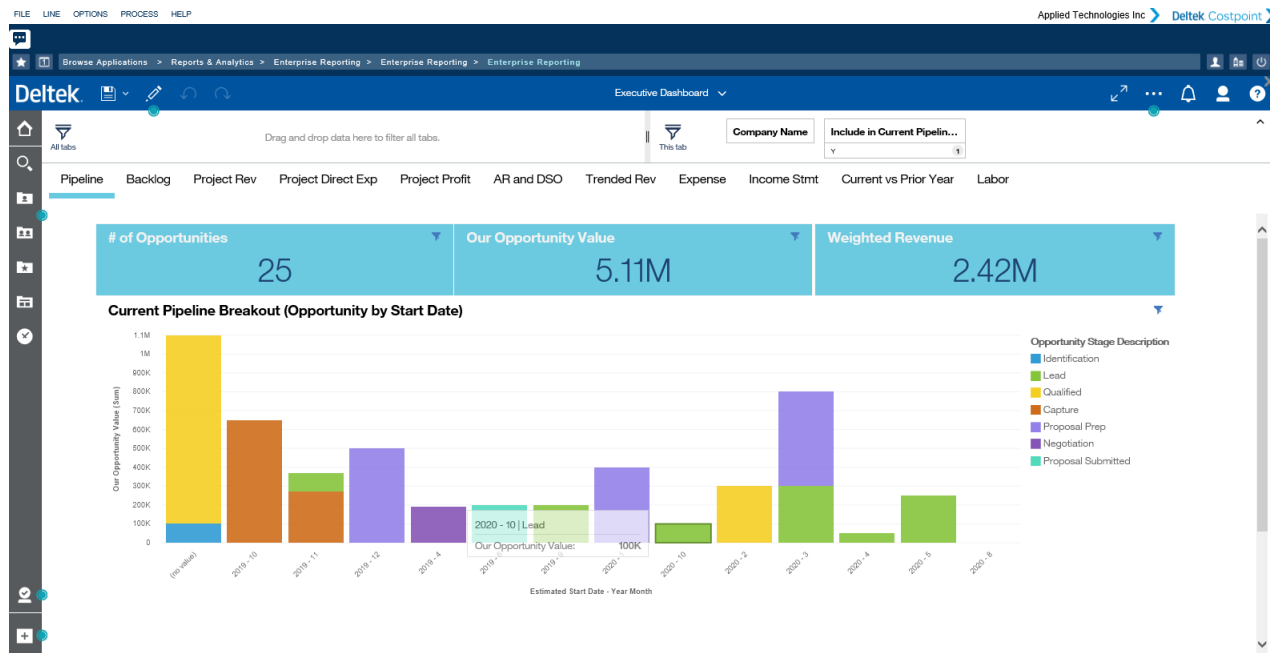 FILE LINE OPTIONS PROCESS HELP
Applied Technologies Inc Deltek Costpoint
Browse Applications > Reports & Analytics > Enterprise Reporting > Enterprise Reporting > Enterprise Reporting
Deltek. Executive Dashboard
All tabs
Drag and drop data here to filter all tabs.
This tab
Company Name
Include in Current Pipelin...
Y 1
Pipeline Backlog Project Rev Project Direct Exp Project Profit AR and DSO Trended Rev Expense Income Stmt Current vs Prior Year Labor
# of Opportunities
25
Our Opportunity Value
5.11M
Weighted Revenue
2.42M
Current Pipeline Breakout (Opportunity by Start Date)
Our Opportunity Value (Sum)
1.1M
1M
900K
800K
700K
600K
500K
400K
300K
200K
100K
0
2020 - 10 | Lead
Our Opportunity Value: 100K
(no value) 2019 - 10 2019 - 11 2019 - 12 2019 - 4 2020 - 10 2020 - 2 2020 - 3 2020 - 4 2020 - 5 2020 - 8
Estimated Start Date - Year Month
Opportunity Stage Description
Identification
Lead
Qualified
Capture
Proposal Prep
Negotiation
Proposal Submitted